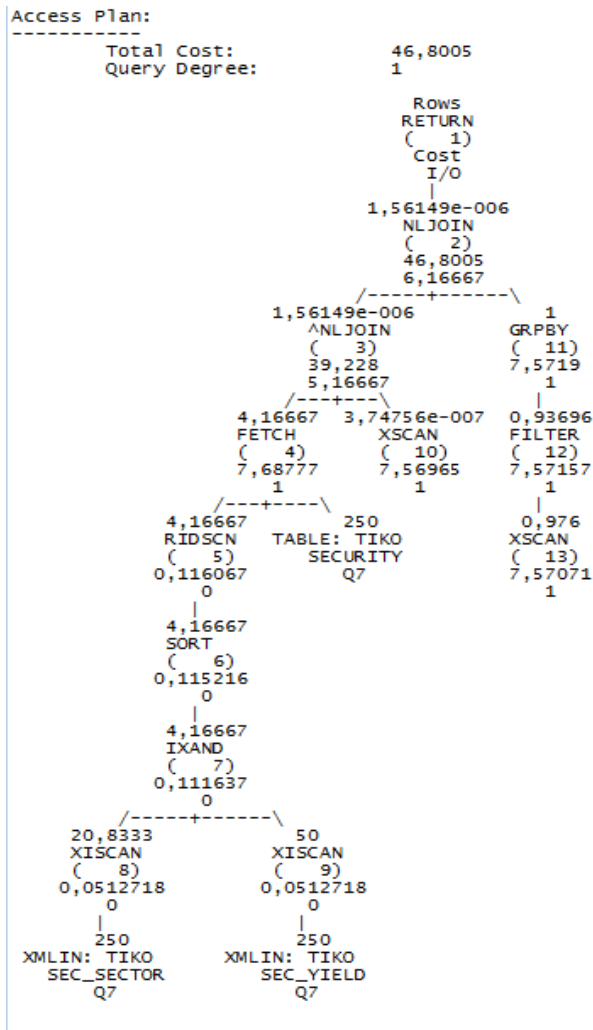 Access Plan:
-----------
Total Cost: 46,8005
Query Degree: 1
Rows
RETURN
( 1)
Cost
I/O
|
1,56149e-006
NLJOIN
( 2)
46,8005
6,16667
/-----+------\
1,56149e-006 1
^NLJOIN GRPBY
( 3) ( 11)
39,228 7,5719
5,16667 1
/---+---\ |
4,16667 3,74756e-007 0,93696
FETCH XSCAN FILTER
( 4) ( 10) ( 12)
7,68777 7,56965 7,57157
1 1 1
/---+----\ |
4,16667 250 0,976
RIDSCN TABLE: TIKO XSCAN
( 5) SECURITY ( 13)
0,116067 Q7 7,57071
0 1
|
4,16667
SORT
( 6)
0,115216
0
|
4,16667
IXAND
( 7)
0,111637
0
/-----+------\
20,8333 50
XISCAN XISCAN
( 8) ( 9)
0,0512718 0,0512718
0 0
| |
250 250
XMLIN: TIKO XMLIN: TIKO
SEC_SECTOR SEC_YIELD
Q7 Q7